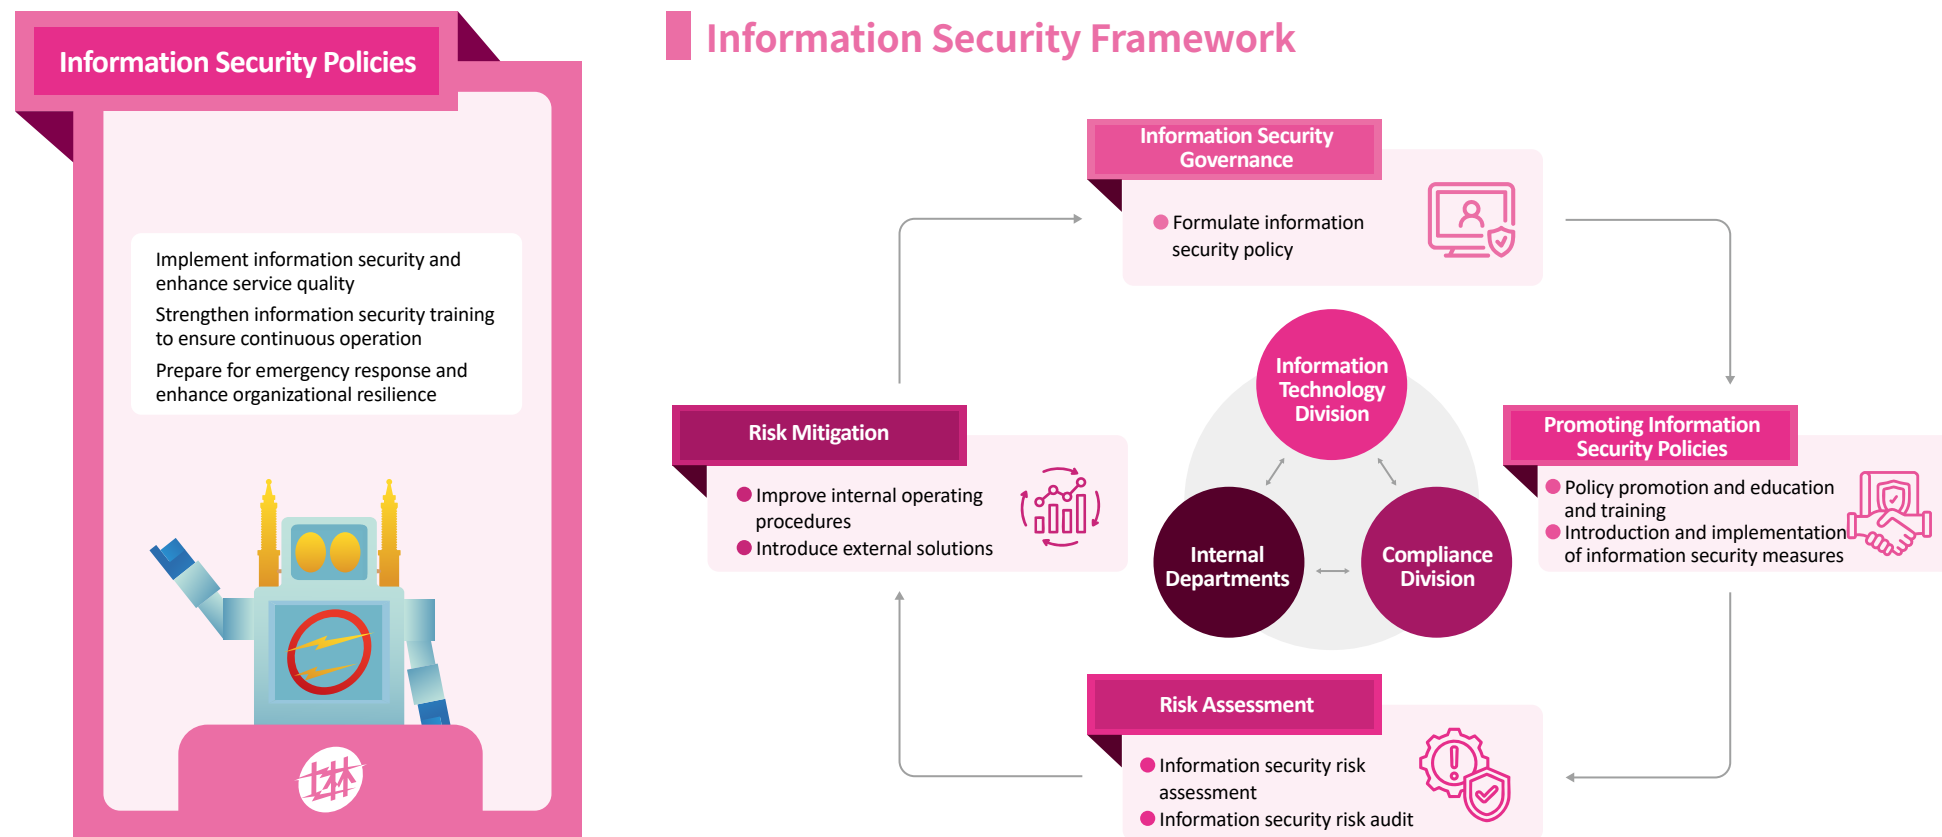 Information Security Policies
Implement information security and
enhance service quality
Strengthen information security training
to ensure continuous operation
Prepare for emergency response and
enhance organizational resilience
Information Security Framework
Information Security
Governance
Formulate information
security policy
Promoting Information
Security Policies
Policy promotion and education
and training
Introduction and implementation
of information security measures
Risk Assessment
Information security risk
assessment
Information security risk audit
Risk Mitigation
Improve internal operating
procedures
Introduce external solutions
Information
Technology
Division
Internal
Departments
Compliance
Division